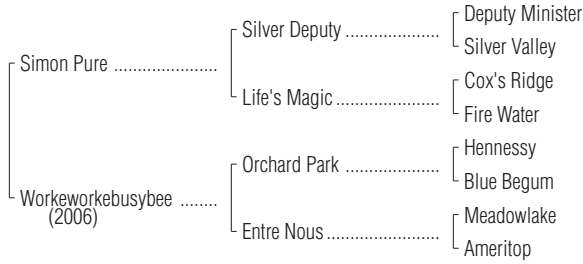 Deputy Minister
Silver Deputy ....................
Silver Valley
Simon Pure ......................
Cox's Ridge
Life's Magic ......................
Fire Water
Hennessy
Orchard Park ....................
Blue Begum
Workeworkebusybee ........
(2006)
Meadowlake
Entre Nous ........................
Ameritop